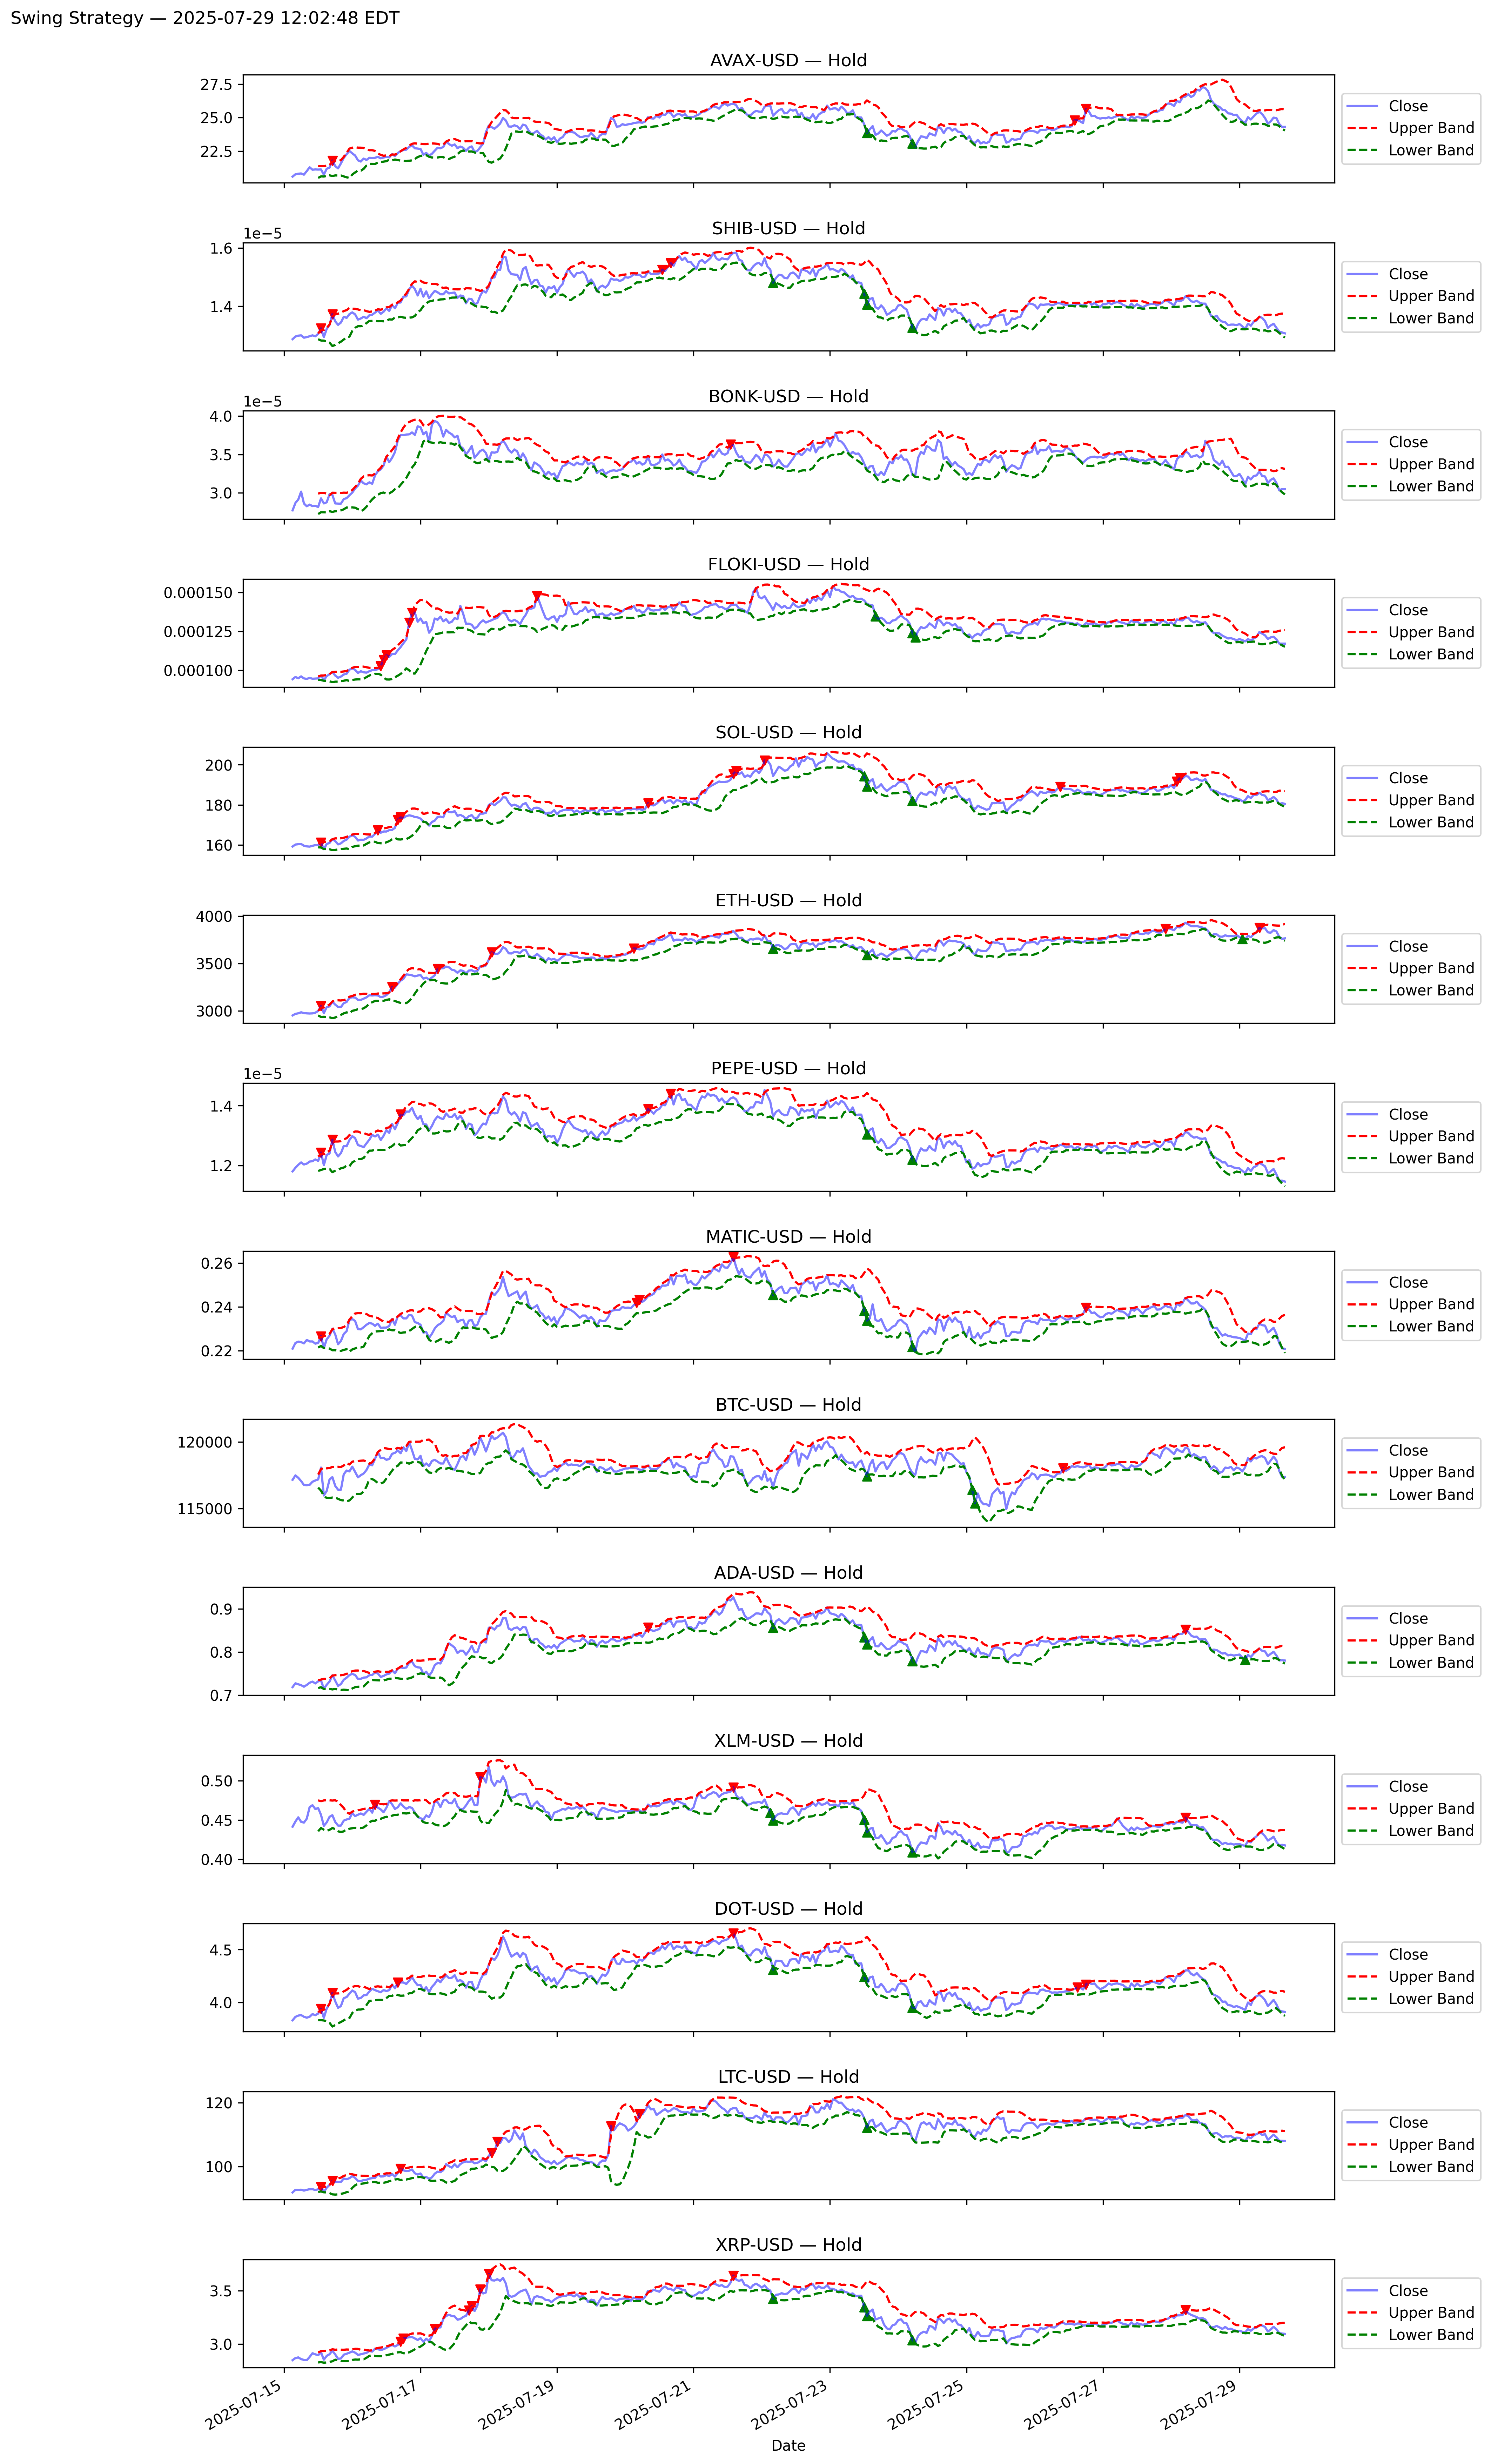 Swing Strategy — 2025-07-29 12:02:48 EDT
AVAX-USD — Hold
27.5
25.0
22.5
Close
Upper Band
Lower Band
SHIB-USD — Hold
1e−5
1.6
1.4
Close
Upper Band
Lower Band
BONK-USD — Hold
1e−5
4.0
3.5
3.0
Close
Upper Band
Lower Band
FLOKI-USD — Hold
0.000150
0.000125
0.000100
Close
Upper Band
Lower Band
SOL-USD — Hold
200
180
160
Close
Upper Band
Lower Band
ETH-USD — Hold
4000
3500
3000
Close
Upper Band
Lower Band
PEPE-USD — Hold
1e−5
1.4
1.2
Close
Upper Band
Lower Band
MATIC-USD — Hold
0.26
0.24
0.22
Close
Upper Band
Lower Band
BTC-USD — Hold
120000
115000
Close
Upper Band
Lower Band
ADA-USD — Hold
0.9
0.8
0.7
Close
Upper Band
Lower Band
XLM-USD — Hold
0.50
0.45
0.40
Close
Upper Band
Lower Band
DOT-USD — Hold
4.5
4.0
Close
Upper Band
Lower Band
LTC-USD — Hold
120
100
Close
Upper Band
Lower Band
XRP-USD — Hold
3.5
3.0
Close
Upper Band
Lower Band
2025-07-15
2025-07-17
2025-07-19
2025-07-21
2025-07-23
2025-07-25
2025-07-27
2025-07-29
Date